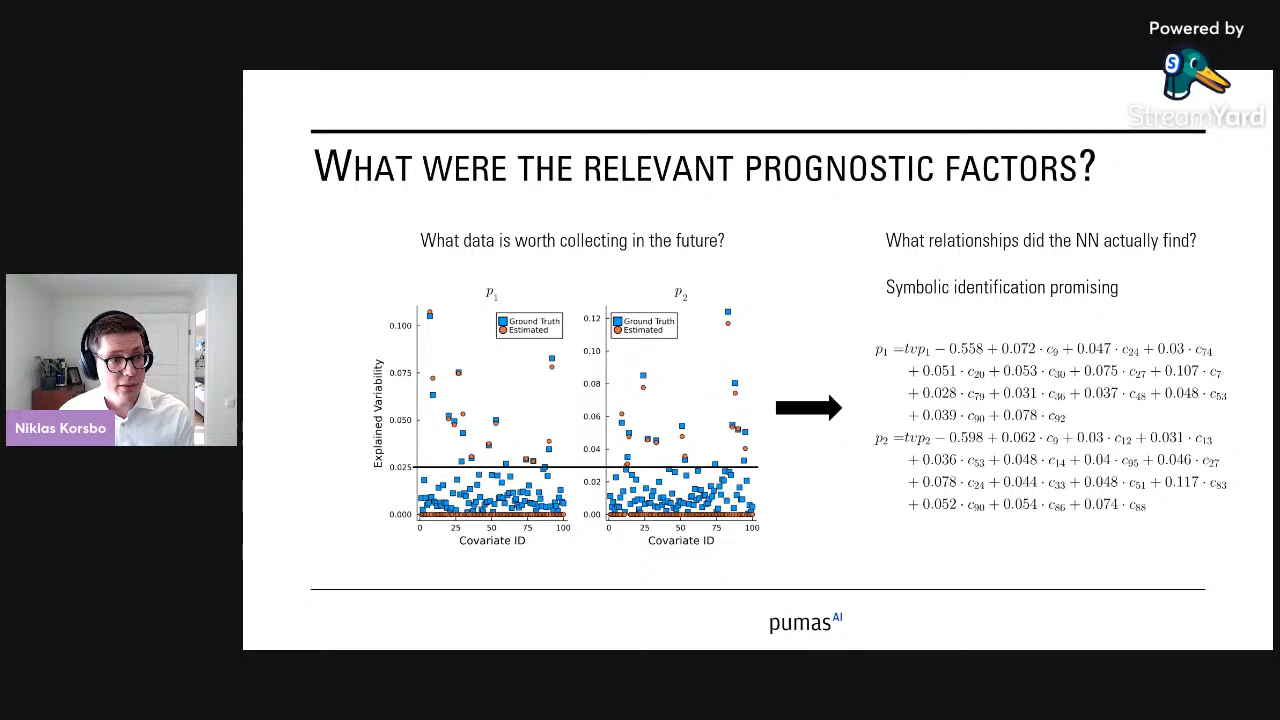 Powered by
S
StreamYard
WHAT WERE THE RELEVANT PROGNOSTIC FACTORS?
What data is worth collecting in the future?
What relationships did the NN actually find?
Symbolic identification promising
p1
p2
Ground Truth
Estimated
Ground Truth
Estimated
Explained Variability
0.100
0.075
0.050
0.025
0.000
0 25 50 75 100
Covariate ID
0.12
0.10
0.08
0.06
0.04
0.02
0.00
0 25 50 75 100
Covariate ID
p1 =tvp1 − 0.558 + 0.072 · c9 + 0.047 · c24 + 0.03 · c74
+ 0.051 · c20 + 0.053 · c30 + 0.075 · c27 + 0.107 · c7
+ 0.028 · c79 + 0.031 · c36 + 0.037 · c48 + 0.048 · c53
+ 0.039 · c90 + 0.078 · c92
p2 =tvp2 − 0.598 + 0.062 · c9 + 0.03 · c12 + 0.031 · c13
+ 0.036 · c53 + 0.048 · c14 + 0.04 · c95 + 0.046 · c27
+ 0.078 · c24 + 0.044 · c33 + 0.048 · c51 + 0.117 · c83
+ 0.052 · c90 + 0.054 · c86 + 0.074 · c88
Niklas Korsbo
pumasAI